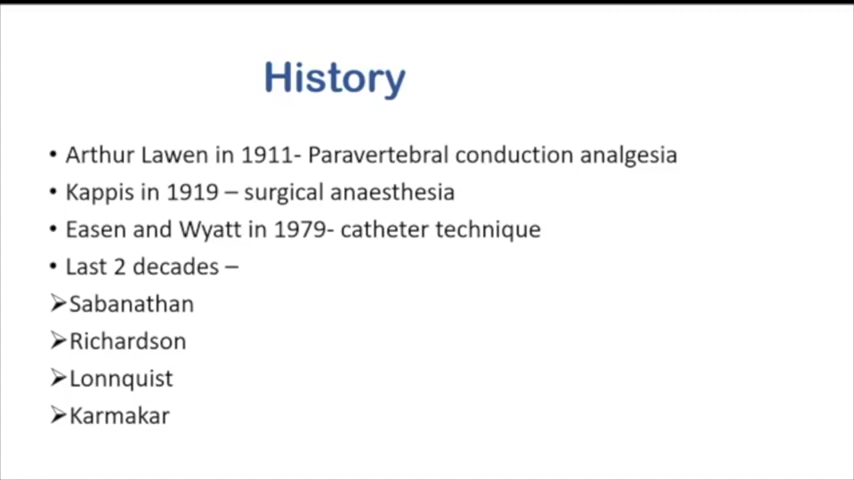 History
• Arthur Lawen in 1911- Paravertebral conduction analgesia
• Kappis in 1919 – surgical anaesthesia
• Easen and Wyatt in 1979- catheter technique
• Last 2 decades –
➢Sabanathan
➢Richardson
➢Lonnquist
➢Karmakar